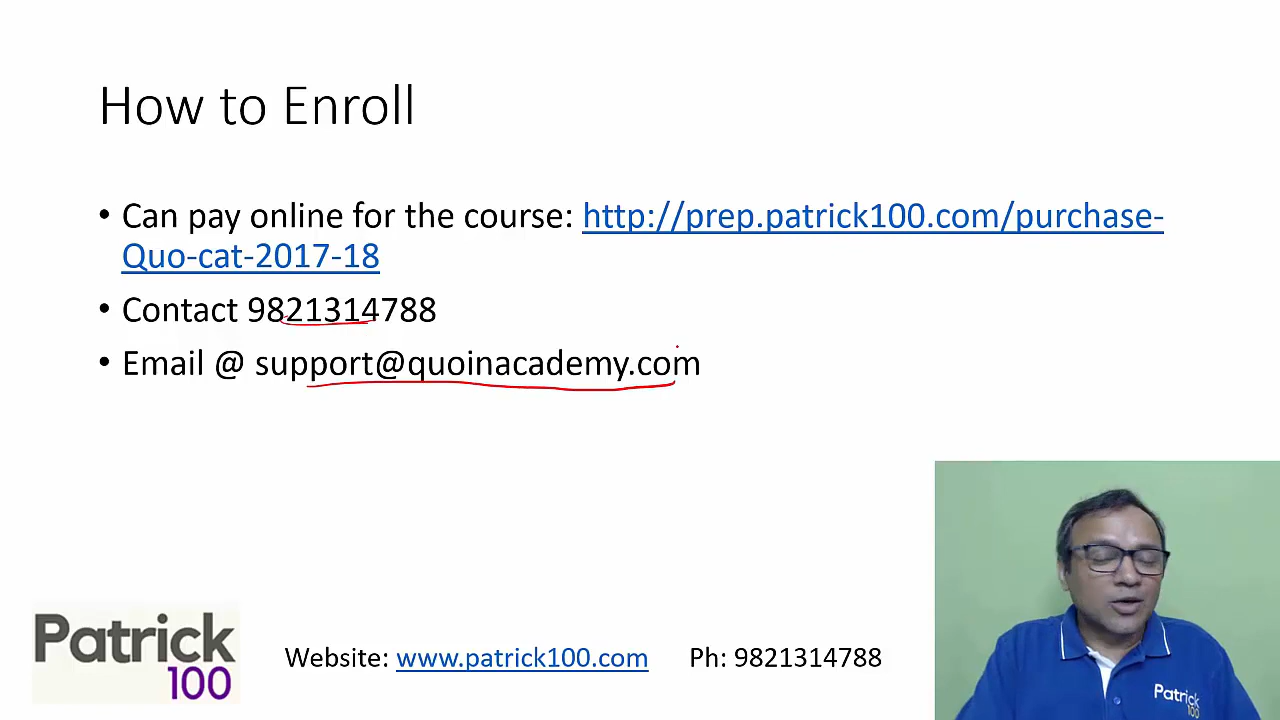 How to Enroll
• Can pay online for the course: http://prep.patrick100.com/purchase-
Quo-cat-2017-18
• Contact 9821314788
• Email @ support@quoinacademy.com
Patrick
100
Website: www.patrick100.com Ph: 9821314788
Patrick
100